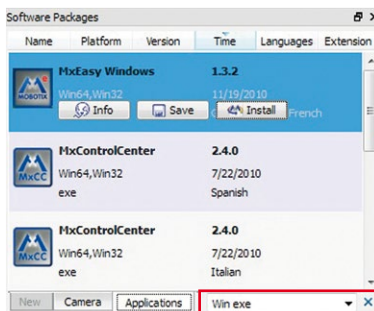 Software Packages
Name Platform Version Time Languages Extension
MOBOTIX MxEasy Windows 1.3.2
Win64,Win32 11/19/2010
Info Save Install French
MxControlCenter 2.4.0
MxCC Win64,Win32 7/22/2010
exe Spanish
MxControlCenter 2.4.0
MxCC Win64,Win32 7/22/2010
exe Italian
New Camera Applications Win exe